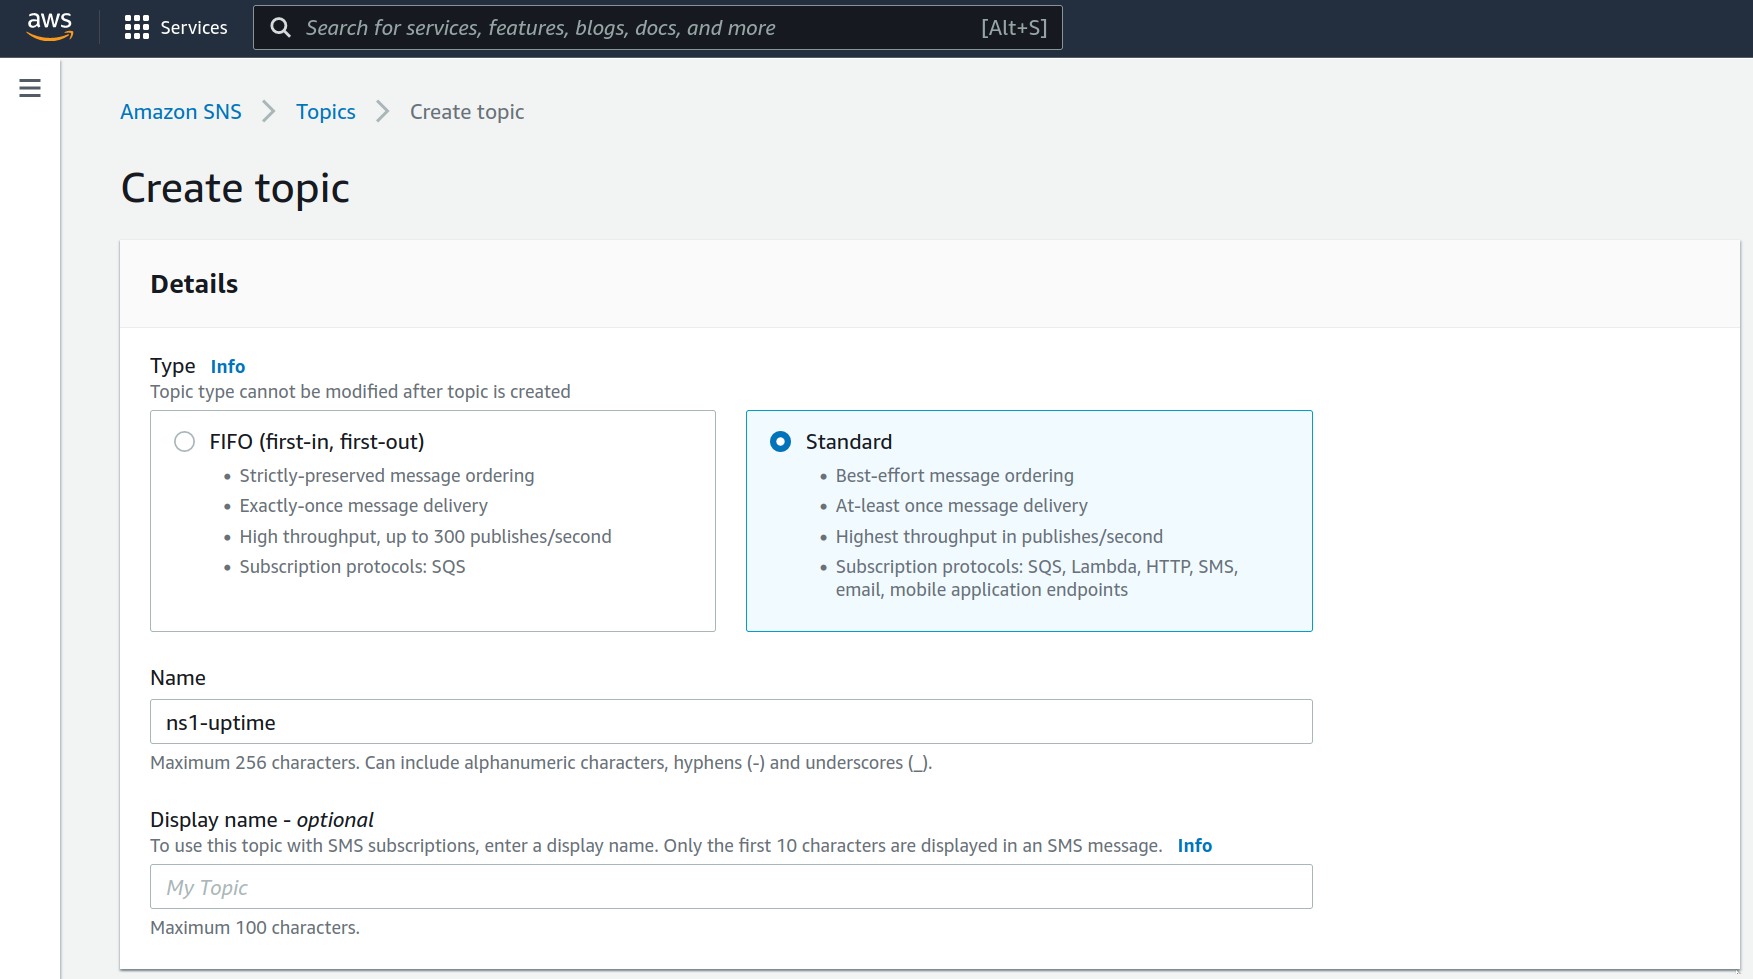 aws Services Search for services, features, blogs, docs, and more [Alt+S]
Amazon SNS Topics Create topic
Create topic
Details
Type Info
Topic type cannot be modified after topic is created
FIFO (first-in, first-out)
• Strictly-preserved message ordering
• Exactly-once message delivery
• High throughput, up to 300 publishes/second
• Subscription protocols: SQS
Standard
• Best-effort message ordering
• At-least once message delivery
• Highest throughput in publishes/second
• Subscription protocols: SQS, Lambda, HTTP, SMS,
email, mobile application endpoints
Name
ns1-uptime
Maximum 256 characters. Can include alphanumeric characters, hyphens (-) and underscores (_).
Display name - optional
To use this topic with SMS subscriptions, enter a display name. Only the first 10 characters are displayed in an SMS message. Info
My Topic
Maximum 100 characters.